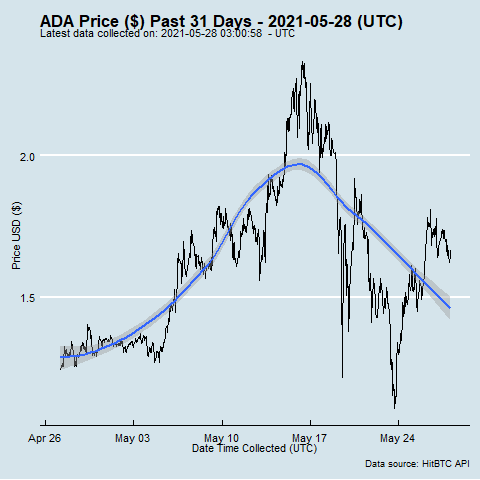 ADA Price ($) Past 31 Days - 2021-05-28 (UTC)
Latest data collected on: 2021-05-28 03:00:58 - UTC
Price USD ($)
2.0
1.5
Apr 26
May 03
May 10
May 17
May 24
Date Time Collected (UTC)
Data source: HitBTC API